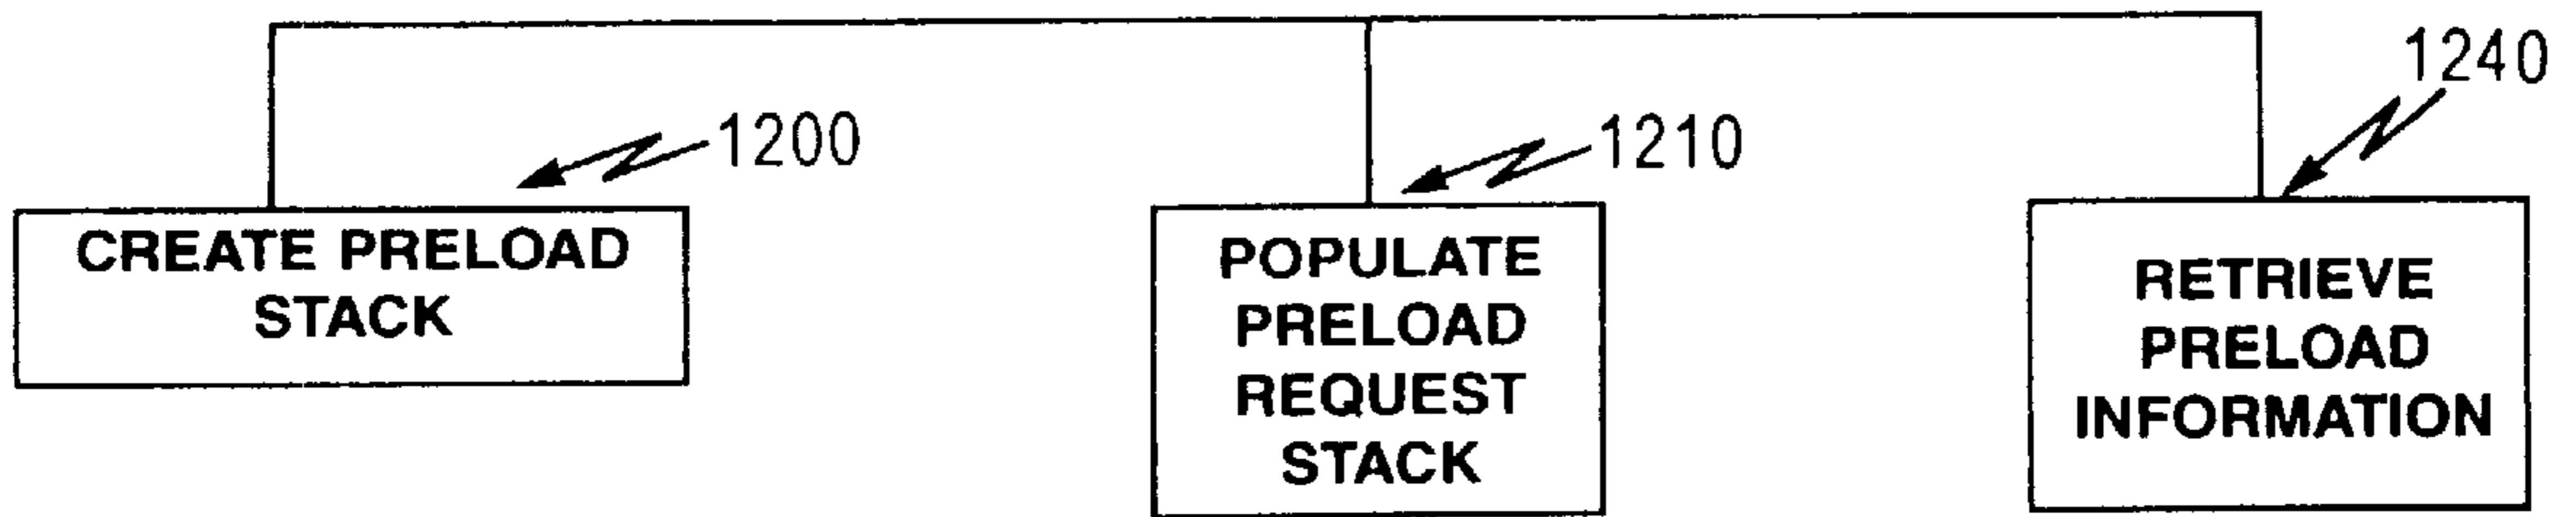 1200
CREATE PRELOAD
STACK
1210
POPULATE
PRELOAD
REQUEST
STACK
1240
RETRIEVE
PRELOAD
INFORMATION